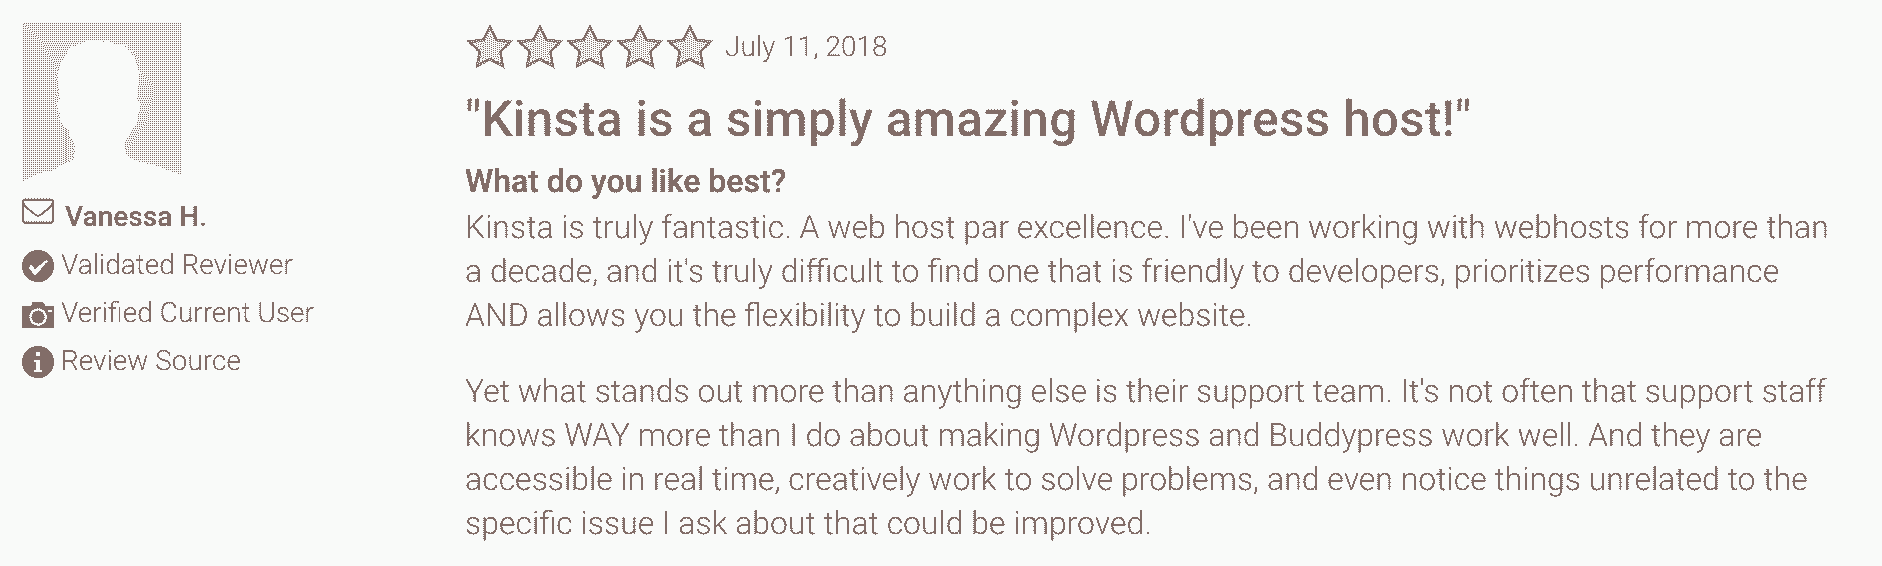 July 11, 2018
"Kinsta is a simply amazing Wordpress host!"
What do you like best?
Vanessa H.
Validated Reviewer
Verified Current User
Review Source
Kinsta is truly fantastic. A web host par excellence. I've been working with webhosts for more than
a decade, and it's truly difficult to find one that is friendly to developers, prioritizes performance
AND allows you the flexibility to build a complex website.
Yet what stands out more than anything else is their support team. It's not often that support staff
knows WAY more than I do about making Wordpress and Buddypress work well. And they are
accessible in real time, creatively work to solve problems, and even notice things unrelated to the
specific issue I ask about that could be improved.